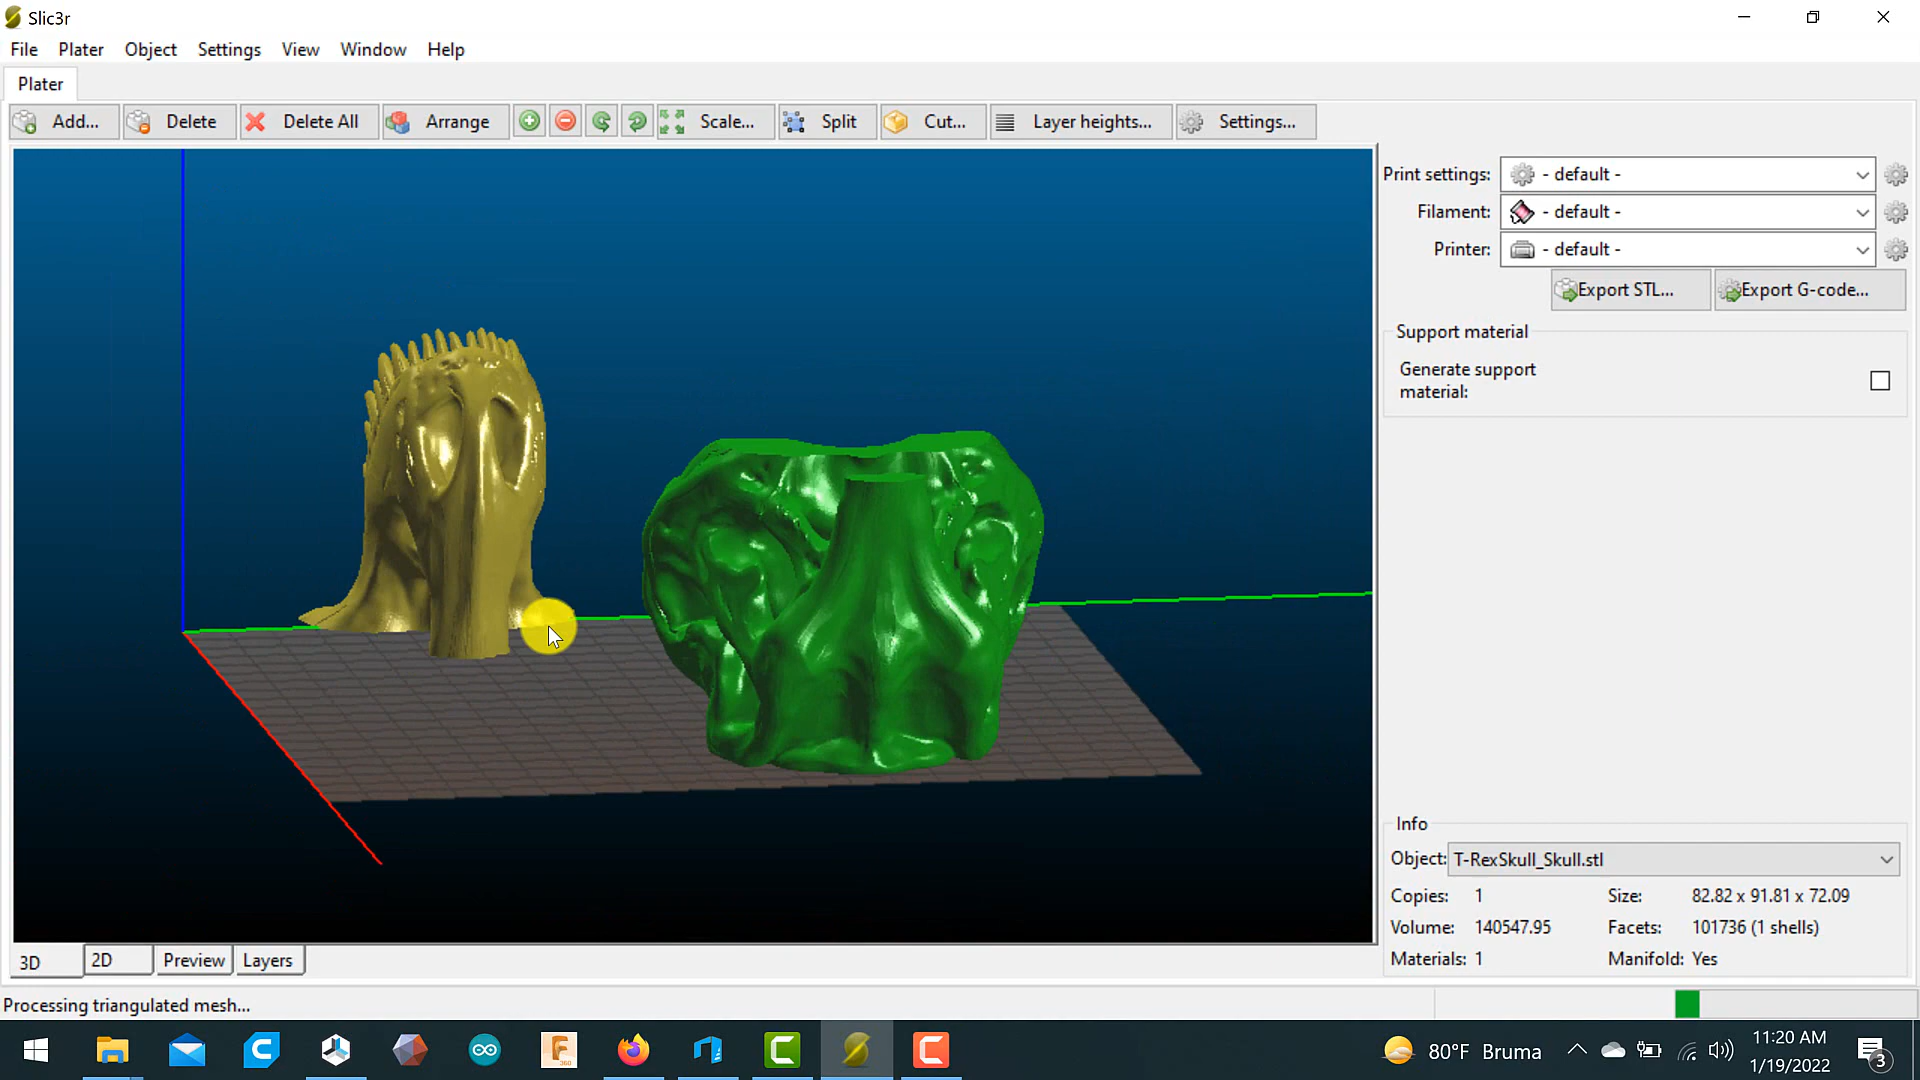 Slic3r
File Plater Object Settings View Window Help
Plater
Add... Delete Delete All Arrange Scale... Split Cut... Layer heights... Settings...
Print settings: - default -
Filament: - default -
Printer: - default -
Export STL... Export G-code...
Support material
Generate support
material:
Info
Object: T-RexSkull_Skull.stl
Copies: 1 Size: 82.82 x 91.81 x 72.09
Volume: 140547.95 Facets: 101736 (1 shells)
Materials: 1 Manifold: Yes
3D 2D Preview Layers
Processing triangulated mesh...
80°F Bruma
11:20 AM
1/19/2022
3